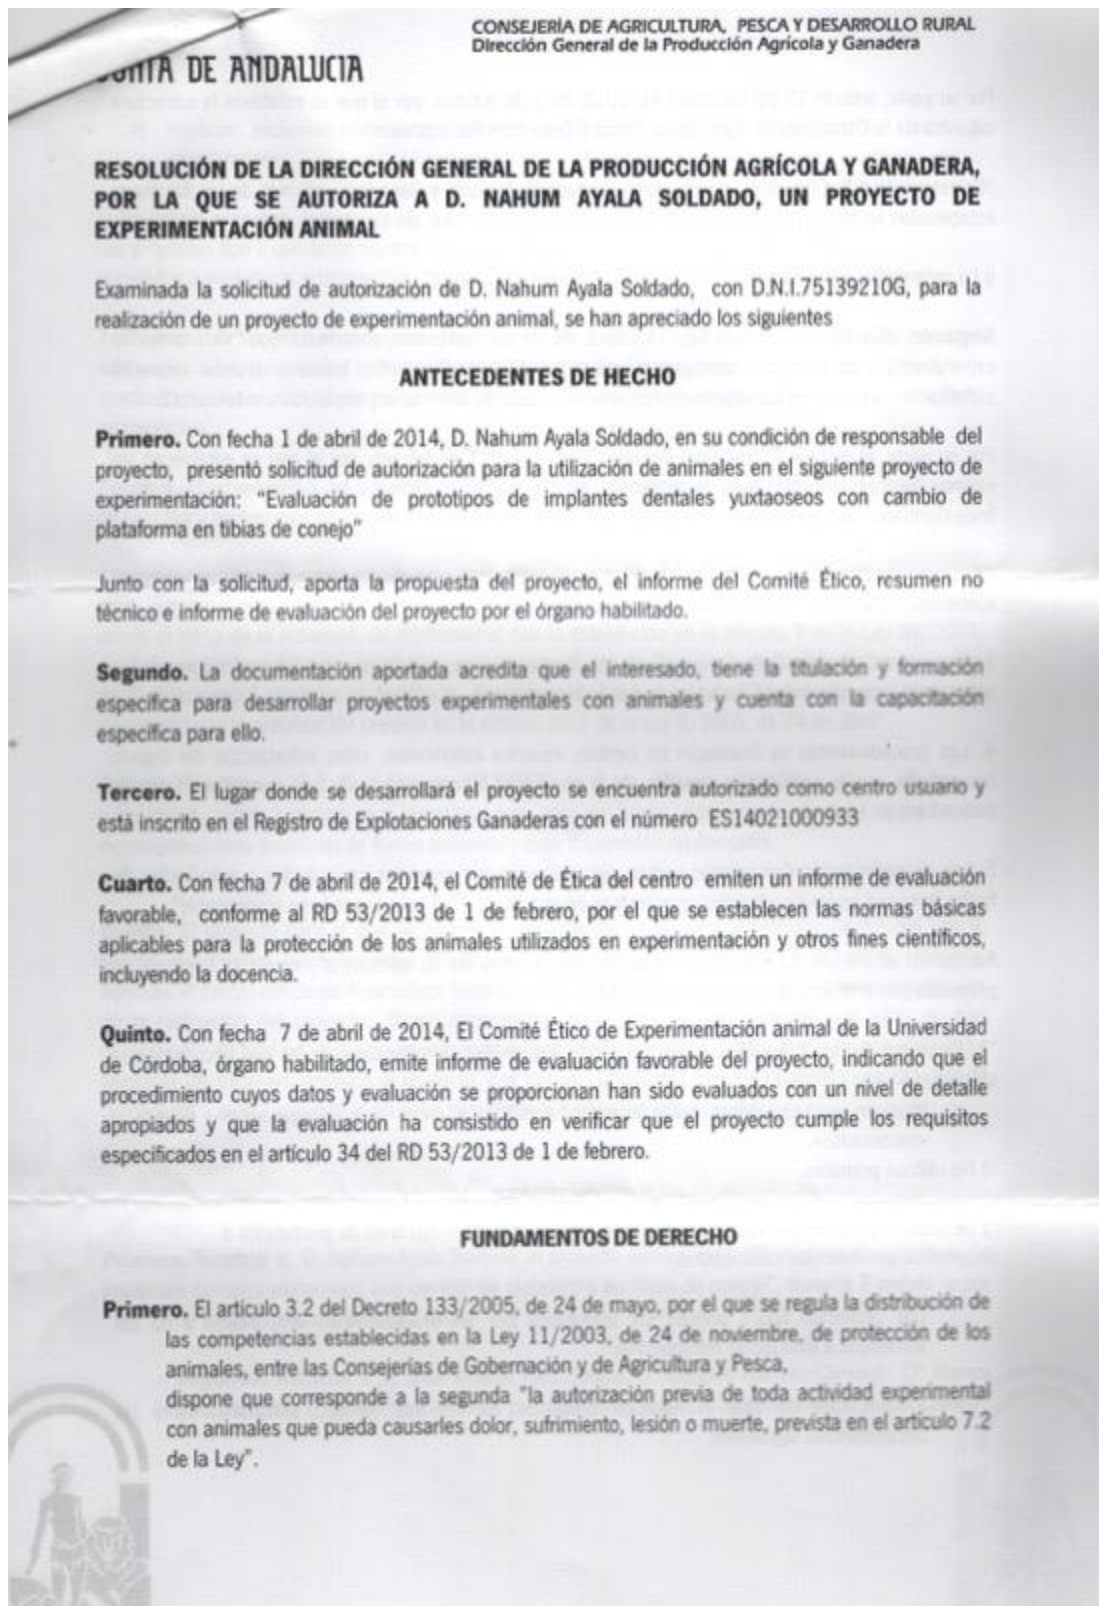 CONSEJERÍA DE AGRICULTURA, PESCA Y DESARROLLO RURAL
Dirección General de la Producción Agrícola y Ganadera
JUNTA DE ANDALUCIA
RESOLUCIÓN DE LA DIRECCIÓN GENERAL DE LA PRODUCCIÓN AGRÍCOLA Y GANADERA,
POR LA QUE SE AUTORIZA A D. NAHUM AYALA SOLDADO, UN PROYECTO DE
EXPERIMENTACIÓN ANIMAL
Examinada la solicitud de autorización de D. Nahum Ayala Soldado, con D.N.I.75139210G, para la
realización de un proyecto de experimentación animal, se han apreciado los siguientes
ANTECEDENTES DE HECHO
Primero. Con fecha 1 de abril de 2014, D. Nahum Ayala Soldado, en su condición de responsable del
proyecto, presentó solicitud de autorización para la utilización de animales en el siguiente proyecto de
experimentación: "Evaluación de prototipos de implantes dentales yuxtaoseos con cambio de
plataforma en tibias de conejo"
Junto con la solicitud, aporta la propuesta del proyecto, el informe del Comité Ético, resumen no
técnico e informe de evaluación del proyecto por el órgano habilitado.
Segundo. La documentación aportada acredita que el interesado, tiene la titulación y formación
específica para desarrollar proyectos experimentales con animales y cuenta con la capacitación
específica para ello.
Tercero. El lugar donde se desarrollará el proyecto se encuentra autorizado como centro usuario y
está inscrito en el Registro de Explotaciones Ganaderas con el número ES14021000933
Cuarto. Con fecha 7 de abril de 2014, el Comité de Ética del centro emiten un informe de evaluación
favorable, conforme al RD 53/2013 de 1 de febrero, por el que se establecen las normas básicas
aplicables para la protección de los animales utilizados en experimentación y otros fines científicos,
incluyendo la docencia.
Quinto. Con fecha 7 de abril de 2014, El Comité Ético de Experimentación animal de la Universidad
de Córdoba, órgano habilitado, emite informe de evaluación favorable del proyecto, indicando que el
procedimiento cuyos datos y evaluación se proporcionan han sido evaluados con un nivel de detalle
apropiados y que la evaluación ha consistido en verificar que el proyecto cumple los requisitos
especificados en el artículo 34 del RD 53/2013 de 1 de febrero.
FUNDAMENTOS DE DERECHO
Primero. El articulo 3.2 del Decreto 133/2005, de 24 de mayo, por el que se regula la distribución de
las competencias establecidas en la Ley 11/2003, de 24 de noviembre, de protección de los
animales, entre las Consejerías de Gobernación y de Agricultura y Pesca,
dispone que corresponde a la segunda "la autorización previa de toda actividad experimental
con animales que pueda causarles dolor, sufrimiento, lesión o muerte, prevista en el artículo 7.2
de la Ley".